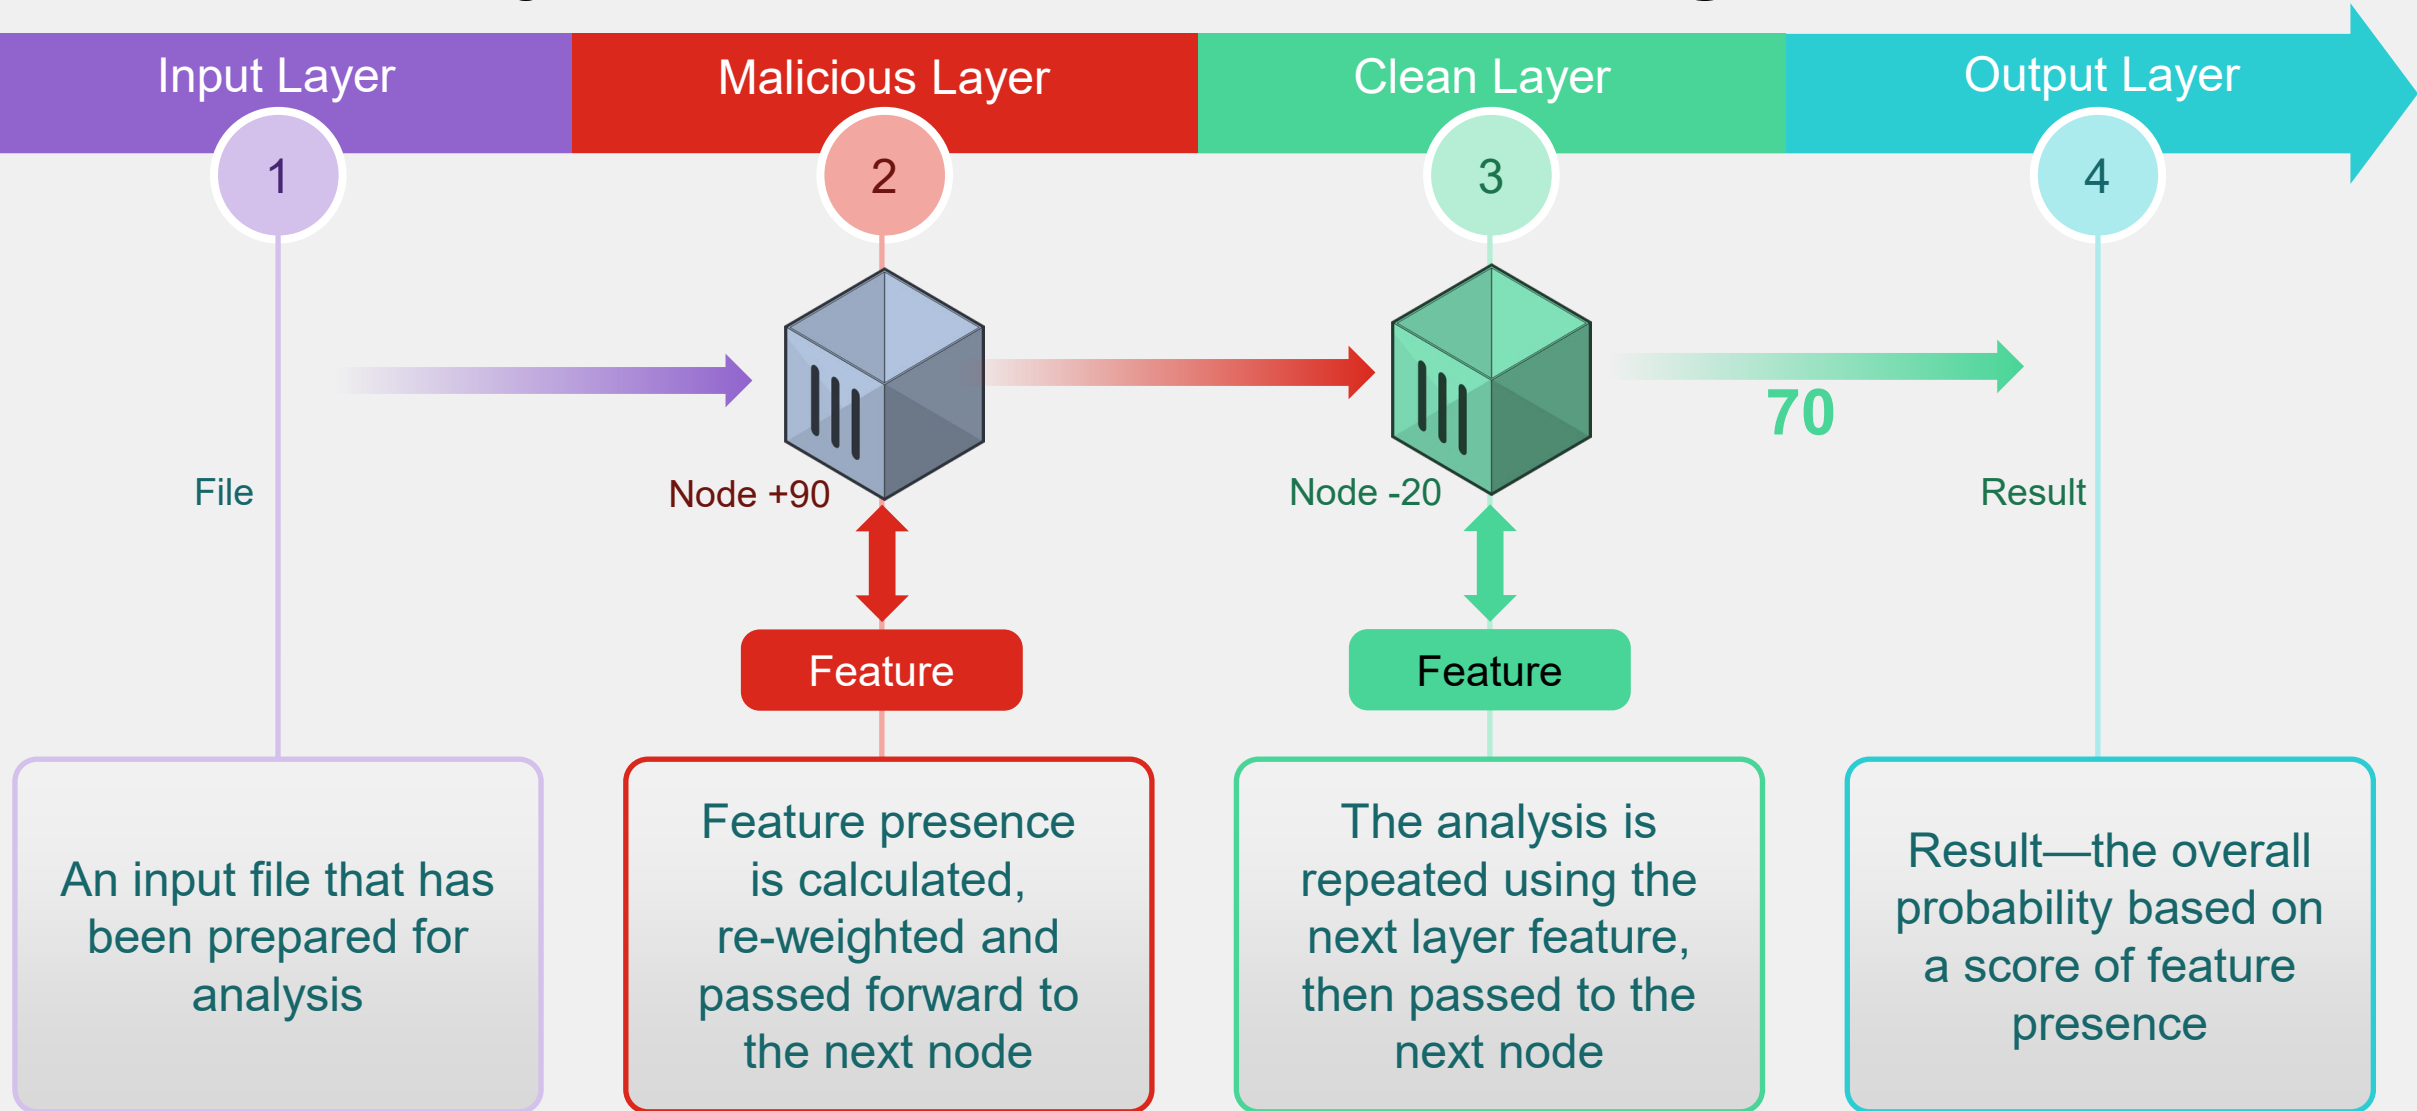 Input Layer
Malicious Layer
Clean Layer
Output Layer
1
2
3
4
70
File
Node +90
Node -20
Result
Feature
Feature
An input file that has
been prepared for
analysis
Feature presence
is calculated,
re-weighted and
passed forward to
the next node
The analysis is
repeated using the
next layer feature,
then passed to the
next node
Result—the overall
probability based on
a score of feature
presence